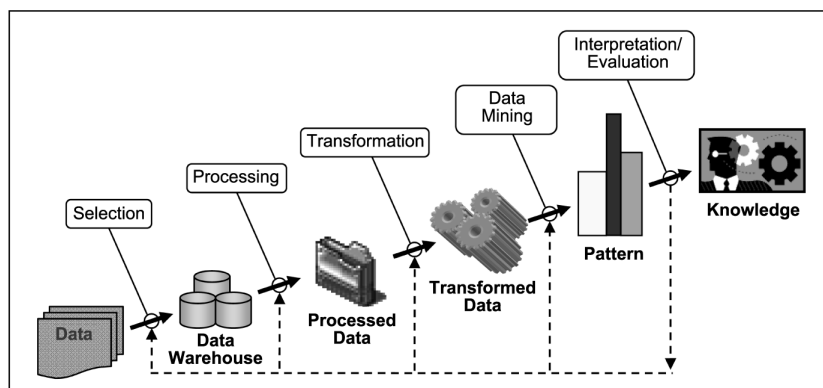 Interpretation/
Evaluation
Data
Mining
Transformation
Processing
Selection
Knowledge
Pattern
Transformed
Data
Processed
Data
Data
Warehouse
Data